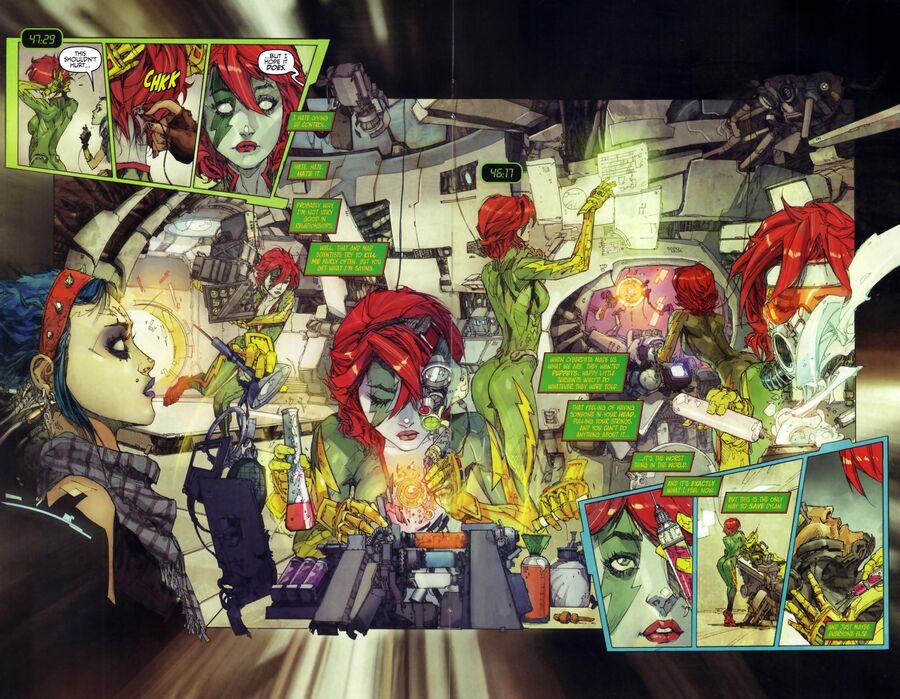 47:29
THIS
SHOULDN'T
HURT...
CHKK
...BUT I
HOPE IT
DOES.
I HATE GIVING
UP CONTROL.
HATE. HATE
HATE IT.
PROBABLY WHY
I'M NOT VERY
GOOD IN
RELATIONSHIPS.
WELL, THAT AND MAD
SCIENTISTS TRY TO KILL
ME FAIRLY OFTEN. BUT YOU
GET WHAT I'M SAYING.
46:17
WHEN CYBERDATA MADE US
WHAT WE ARE, THEY WANTED
PUPPETS. HAPPY LITTLE
SERVANTS WHO'D DO
WHATEVER THEY WERE TOLD.
THAT FEELING OF HAVING
SOMEONE IN YOUR HEAD
PULLING YOUR STRINGS,
AND YOU CAN'T DO
ANYTHING ABOUT IT...
...IT'S THE WORST
THING IN THE WORLD.
AND IT'S EXACTLY
WHAT I FEEL NOW.
BUT THIS IS THE ONLY
WAY TO SAVE DYLAN.
AND JUST MAYBE
EVERYONE ELSE.